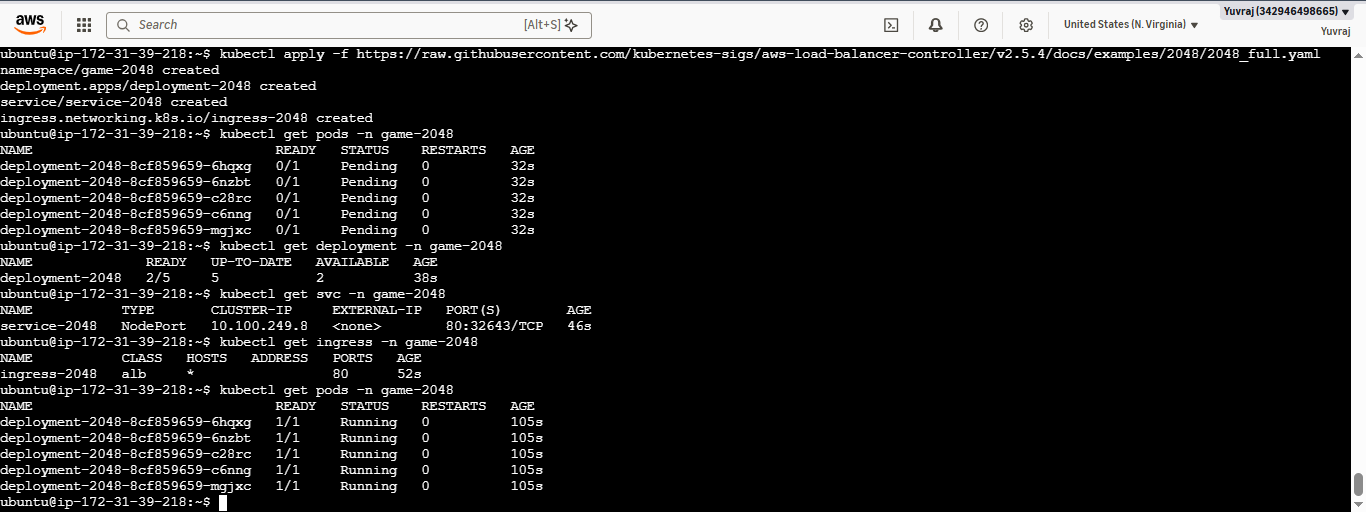 aws
Search
[Alt+S]
United States (N. Virginia)
Yuvraj (342946498665)
Yuvraj
ubuntu@ip-172-31-39-218:~$ kubectl apply -f https://raw.githubusercontent.com/kubernetes-sigs/aws-load-balancer-controller/v2.5.4/docs/examples/2048/2048_full.yaml
namespace/game-2048 created
deployment.apps/deployment-2048 created
service/service-2048 created
ingress.networking.k8s.io/ingress-2048 created
ubuntu@ip-172-31-39-218:~$ kubectl get pods -n game-2048
NAME READY STATUS RESTARTS AGE
deployment-2048-8cf859659-6hqxg 0/1 Pending 0 32s
deployment-2048-8cf859659-6nzbt 0/1 Pending 0 32s
deployment-2048-8cf859659-c28rc 0/1 Pending 0 32s
deployment-2048-8cf859659-c6nng 0/1 Pending 0 32s
deployment-2048-8cf859659-mgjxc 0/1 Pending 0 32s
ubuntu@ip-172-31-39-218:~$ kubectl get deployment -n game-2048
NAME READY UP-TO-DATE AVAILABLE AGE
deployment-2048 2/5 5 2 38s
ubuntu@ip-172-31-39-218:~$ kubectl get svc -n game-2048
NAME TYPE CLUSTER-IP EXTERNAL-IP PORT(S) AGE
service-2048 NodePort 10.100.249.8 <none> 80:32643/TCP 46s
ubuntu@ip-172-31-39-218:~$ kubectl get ingress -n game-2048
NAME CLASS HOSTS ADDRESS PORTS AGE
ingress-2048 alb * 80 52s
ubuntu@ip-172-31-39-218:~$ kubectl get pods -n game-2048
NAME READY STATUS RESTARTS AGE
deployment-2048-8cf859659-6hqxg 1/1 Running 0 105s
deployment-2048-8cf859659-6nzbt 1/1 Running 0 105s
deployment-2048-8cf859659-c28rc 1/1 Running 0 105s
deployment-2048-8cf859659-c6nng 1/1 Running 0 105s
deployment-2048-8cf859659-mgjxc 1/1 Running 0 105s
ubuntu@ip-172-31-39-218:~$